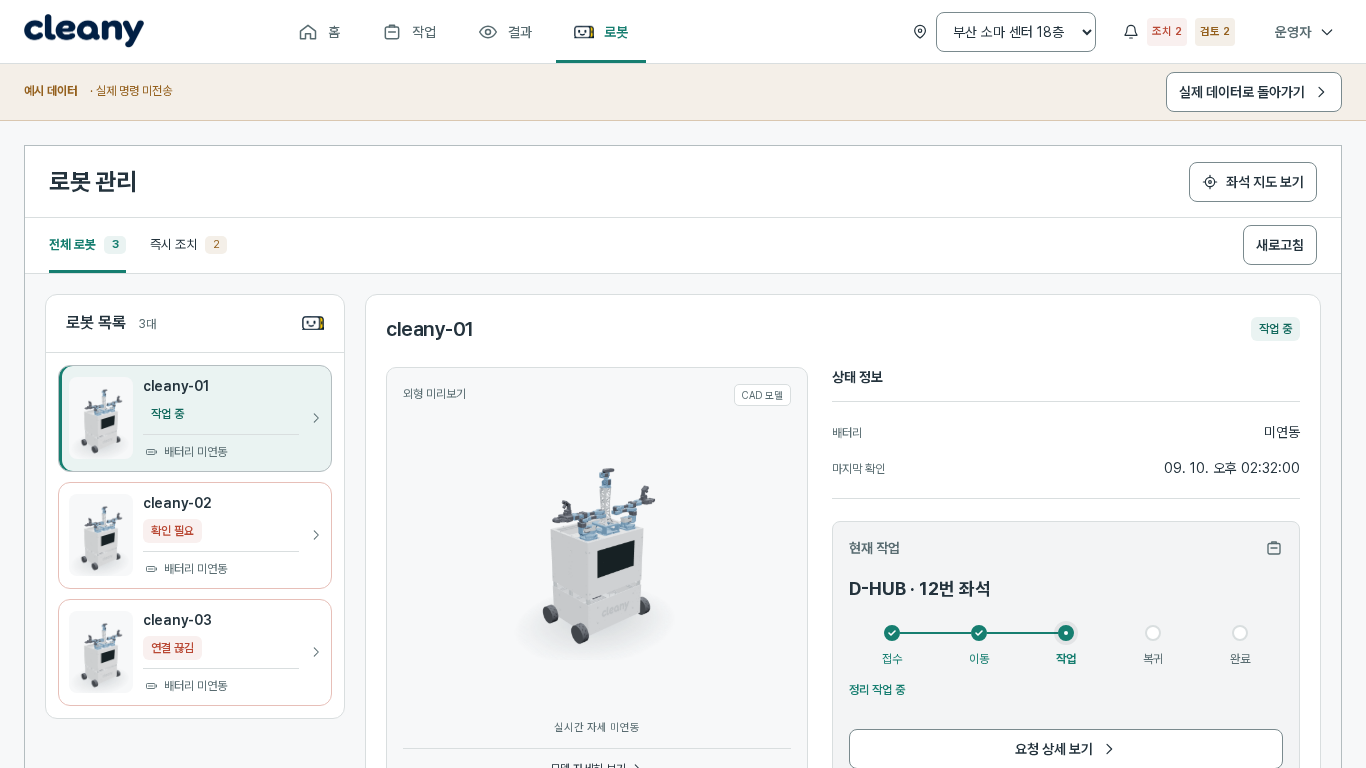 cleany
홈
작업
결과
로봇
부산 소마 센터 18층
조치 2
검토 2
운영자
예시 데이터 · 실제 명령 미전송
실제 데이터로 돌아가기
로봇 관리
좌석 지도 보기
전체 로봇 3
즉시 조치 2
새로고침
로봇 목록 3대
cleany-01
작업 중
배터리 미연동
cleany-02
확인 필요
배터리 미연동
cleany-03
연결 끊김
배터리 미연동
cleany-01
작업 중
외형 미리보기
CAD 모델
cleany
실시간 자세 미연동
모델 자세히 보기
상태 정보
배터리 미연동
마지막 확인 09. 10. 오후 02:32:00
현재 작업
D-HUB · 12번 좌석
접수 이동 작업 복귀 완료
정리 작업 중
요청 상세 보기